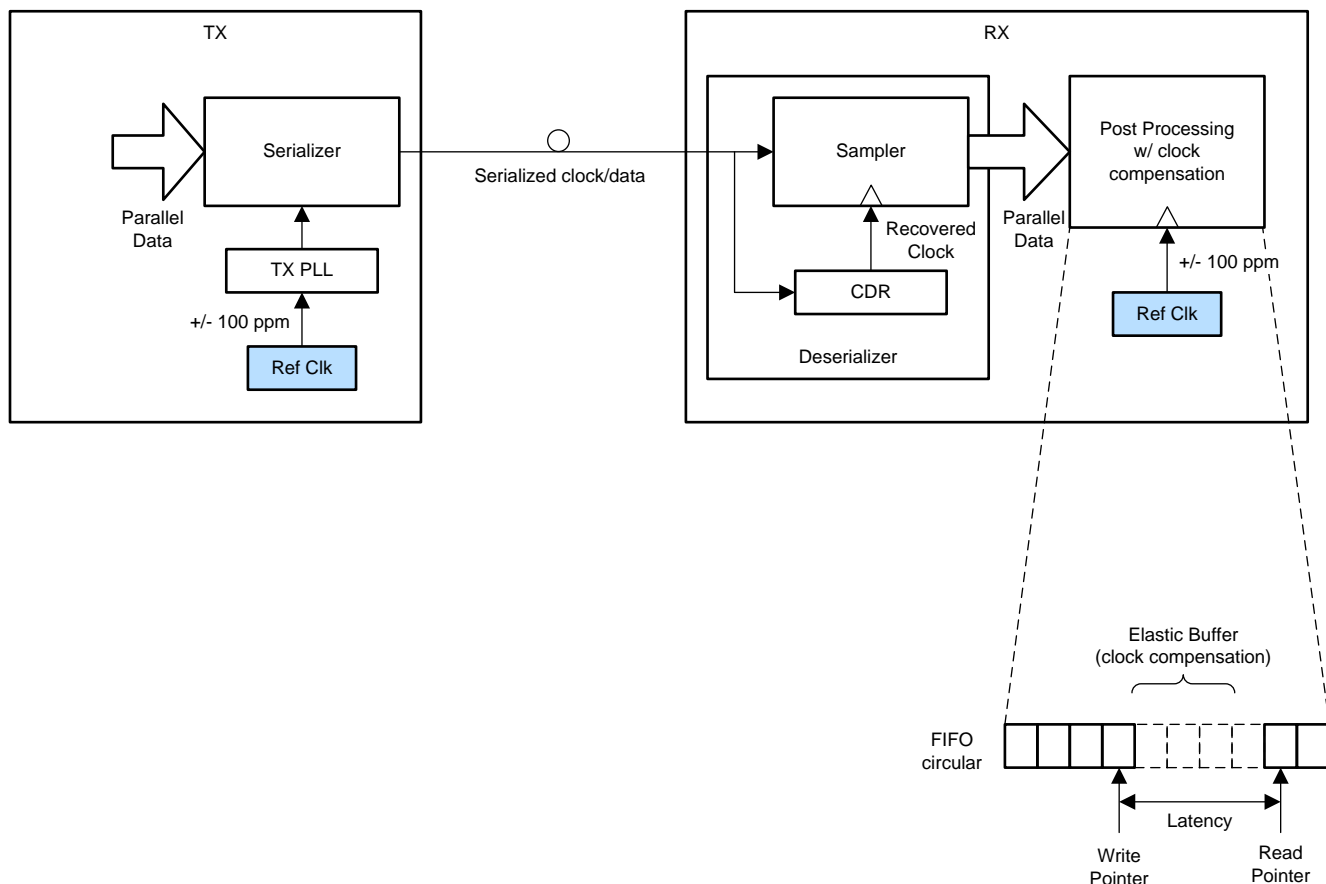 TX
Serializer
Parallel
Data
TX PLL
+/- 100 ppm
Ref Clk
Serialized clock/data
RX
Sampler
Recovered
Clock
CDR
Deserializer
Parallel
Data
Post Processing
w/ clock
compensation
+/- 100 ppm
Ref Clk
Elastic Buffer
(clock compensation)
FIFO
circular
Latency
Write
Pointer
Read
Pointer